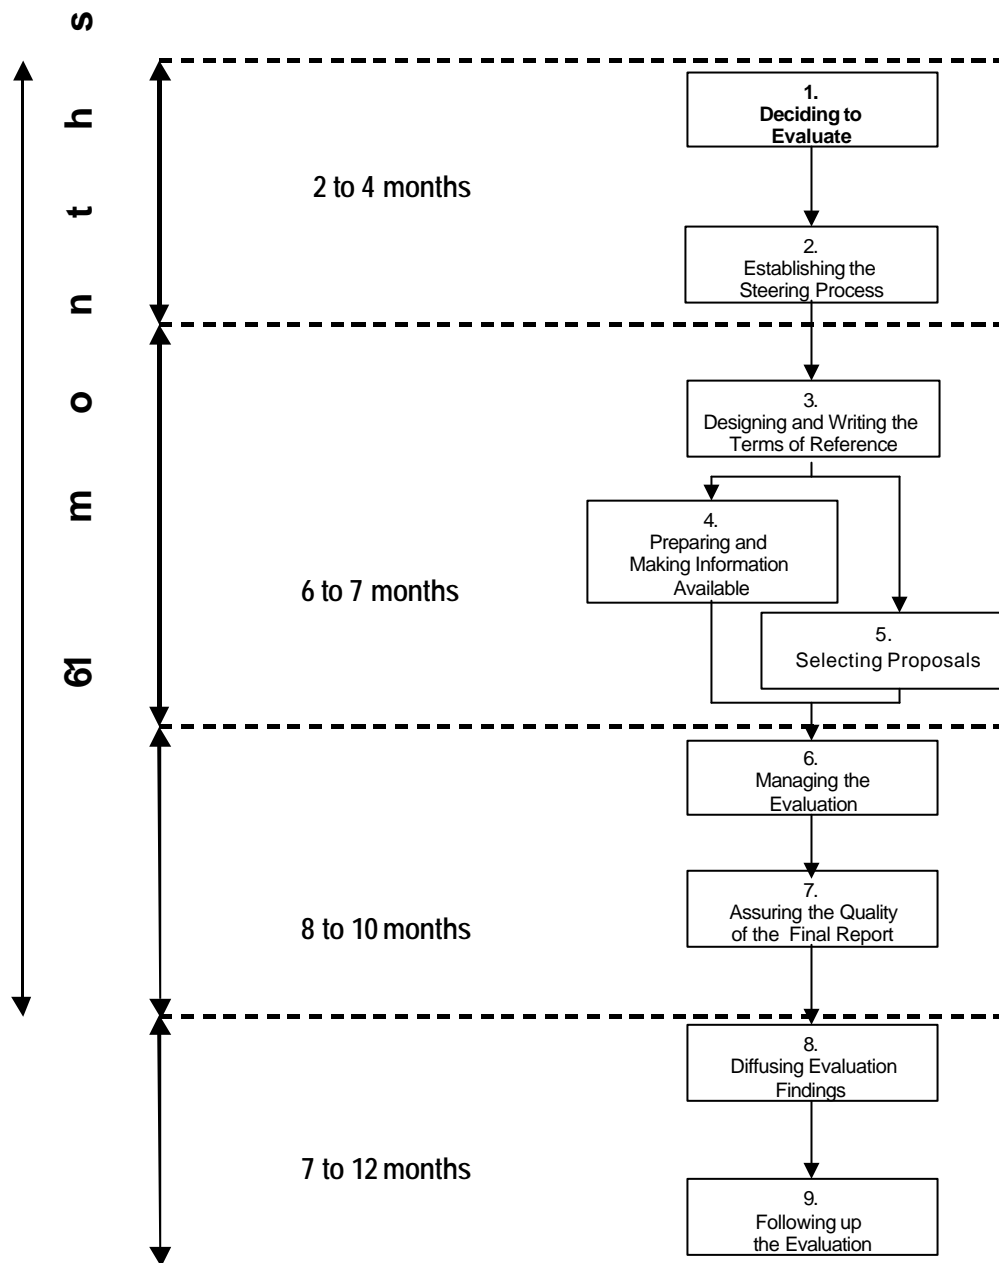 61 m o n t h s
1.
Deciding to
Evaluate
2 to 4 months
2.
Establishing the
Steering Process
3.
Designing and Writing the
Terms of Reference
4.
Preparing and
Making Information
Available
6 to 7 months
5.
Selecting Proposals
6.
Managing the
Evaluation
7.
Assuring the Quality
of the Final Report
8 to 10 months
8.
Diffusing Evaluation
Findings
7 to 12 months
9.
Following up
the Evaluation